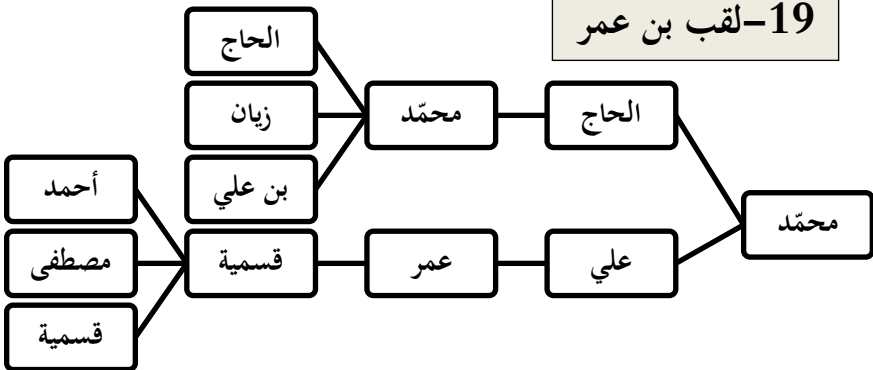 19-لقب بن عمر
محمّد
الحاج
محمّد
الحاج
زيان
بن علي
علي
عمر
قسمية
أحمد
مصطفى
قسمية